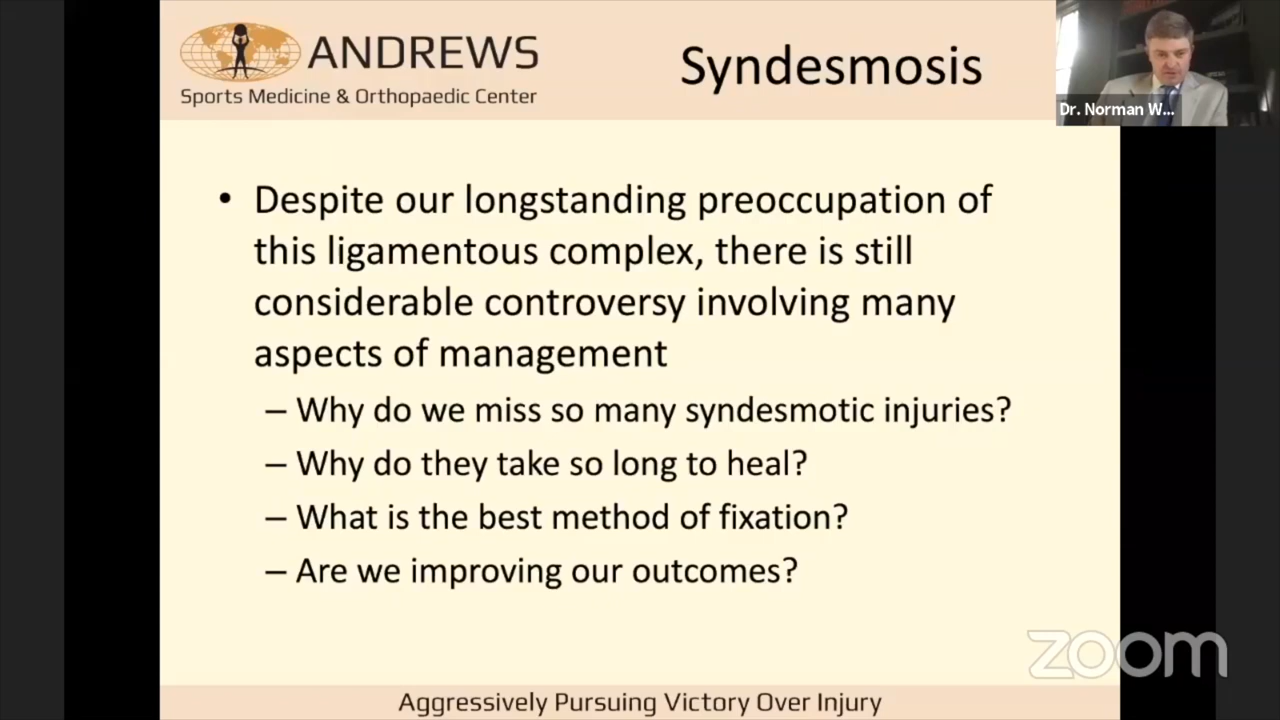 ANDREWS
Sports Medicine & Orthopaedic Center
Syndesmosis
Dr. Norman W...
• Despite our longstanding preoccupation of
this ligamentous complex, there is still
considerable controversy involving many
aspects of management
– Why do we miss so many syndesmotic injuries?
– Why do they take so long to heal?
– What is the best method of fixation?
– Are we improving our outcomes?
zoom
Aggressively Pursuing Victory Over Injury